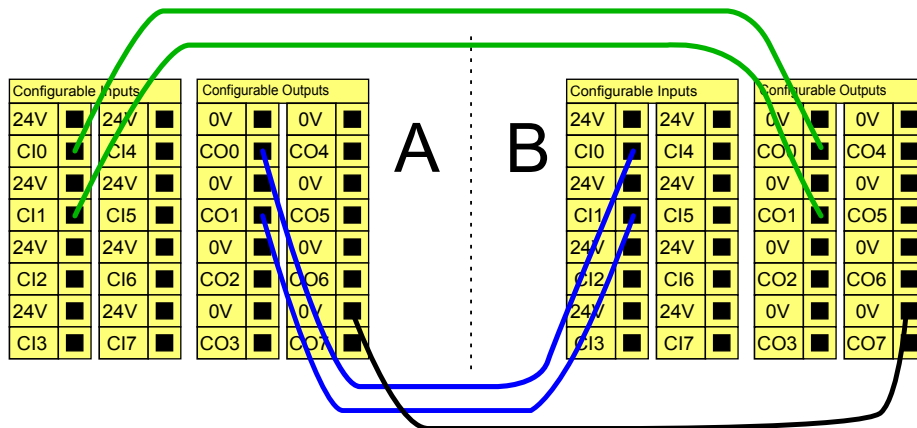 Configurable Inputs
24V 24V
CI0 CI4
24V 24V
CI1 CI5
24V 24V
CI2 CI6
24V 24V
CI3 CI7
Configurable Outputs
0V 0V
CO0 CO4
0V 0V
CO1 CO5
0V 0V
CO2 CO6
0V 0V
CO3 CO7
A
B
Configurable Inputs
24V 24V
CI0 CI4
24V 24V
CI1 CI5
24V 24V
CI2 CI6
24V 24V
CI3 CI7
Configurable Outputs
0V 0V
CO0 CO4
0V 0V
CO1 CO5
0V 0V
CO2 CO6
0V 0V
CO3 CO7